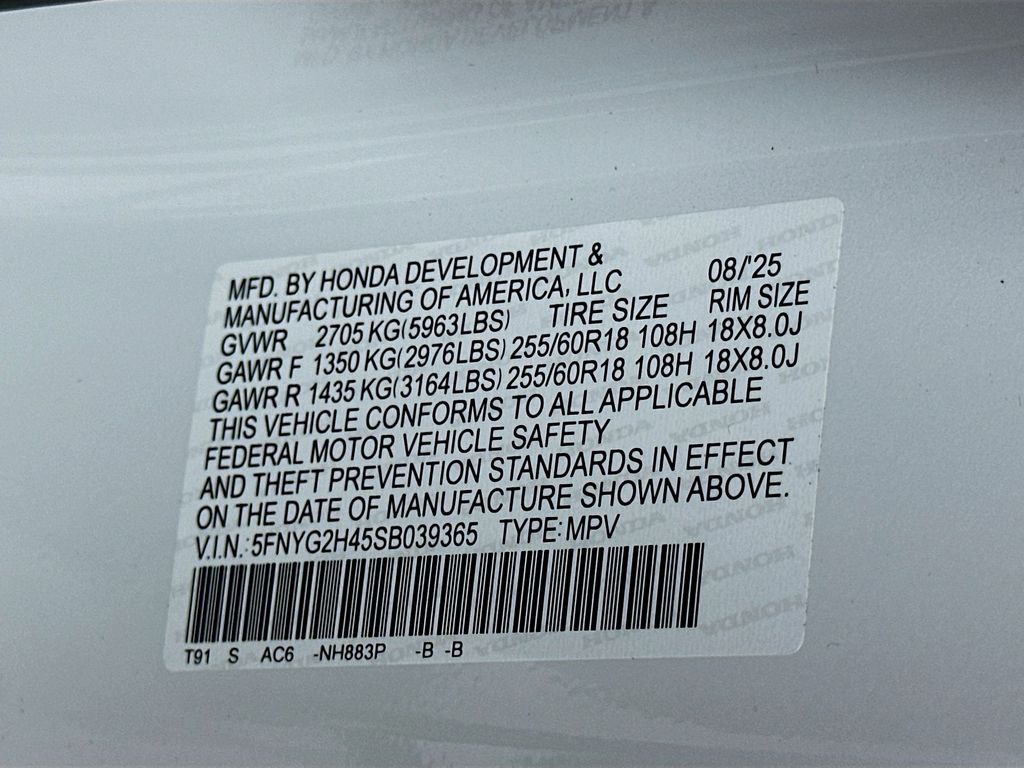 MFD. BY HONDA DEVELOPMENT &
MANUFACTURING OF AMERICA, LLC 08/'25
GVWR 2705 KG(5963LBS) TIRE SIZE RIM SIZE
GAWR F 1350 KG(2976LBS) 255/60R18 108H 18X8.0J
GAWR R 1435 KG(3164LBS) 255/60R18 108H 18X8.0J
THIS VEHICLE CONFORMS TO ALL APPLICABLE
FEDERAL MOTOR VEHICLE SAFETY
AND THEFT PREVENTION STANDARDS IN EFFECT
ON THE DATE OF MANUFACTURE SHOWN ABOVE.
V.I.N.: 5FNYG2H45SB039365 TYPE: MPV
T91 S AC6 -NH883P -B -B